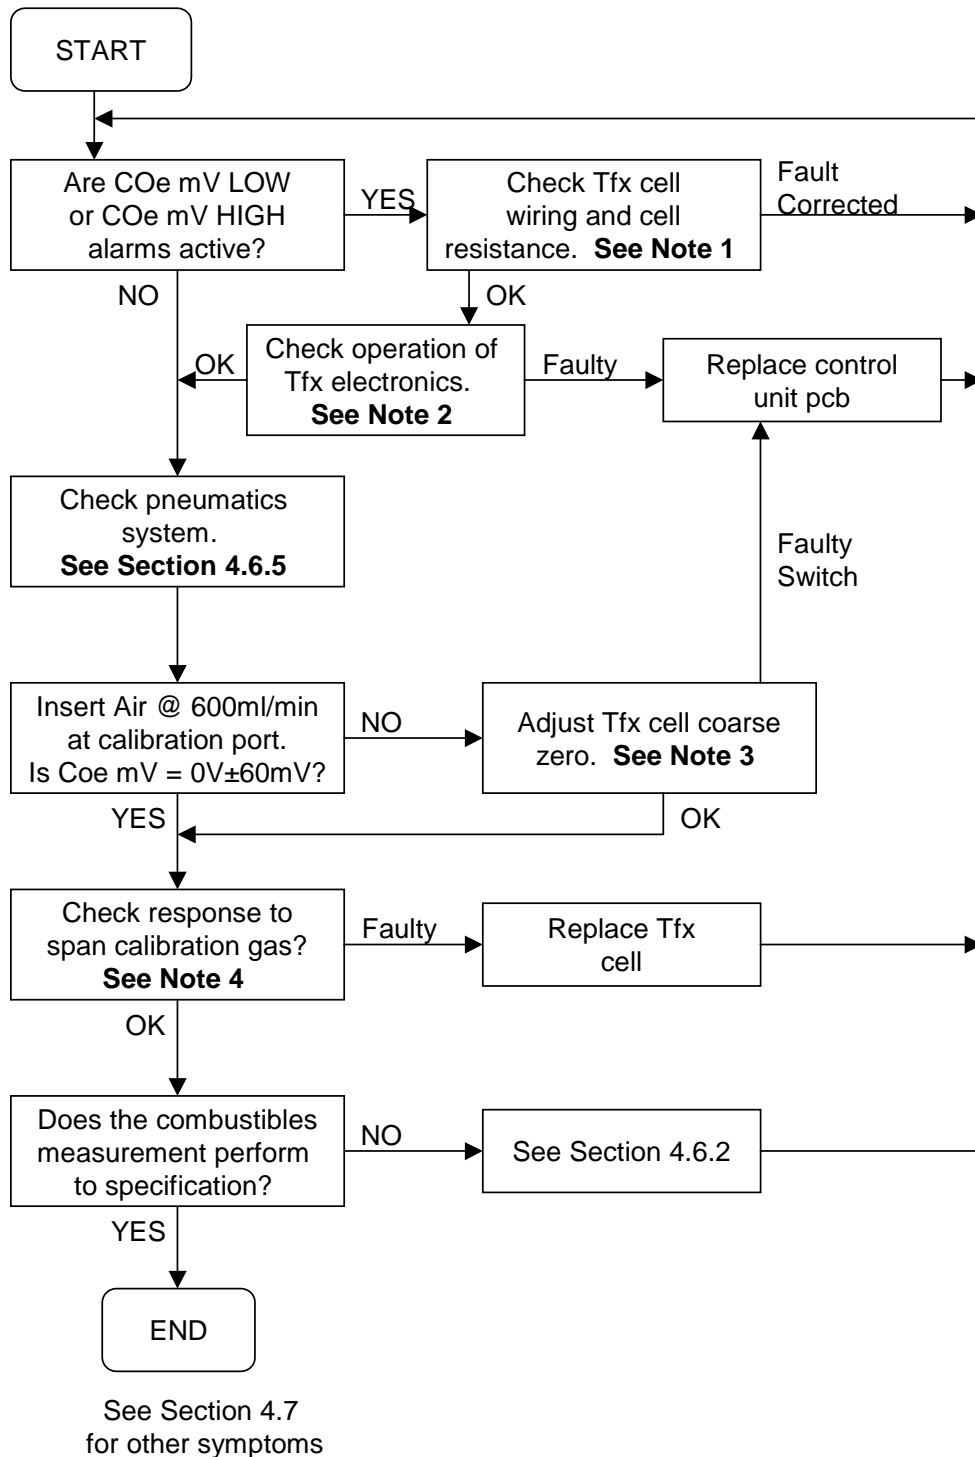 START
Are COe mV LOW
or COe mV HIGH
alarms active?
YES
Check Tfx cell
wiring and cell
resistance. See Note 1
Fault
Corrected
NO
OK
OK
Check operation of
Tfx electronics.
See Note 2
Faulty
Replace control
unit pcb
Check pneumatics
system.
See Section 4.6.5
Faulty
Switch
Insert Air @ 600ml/min
at calibration port.
Is Coe mV = 0V±60mV?
NO
Adjust Tfx cell coarse
zero. See Note 3
YES
OK
Check response to
span calibration gas?
See Note 4
Faulty
Replace Tfx
cell
OK
Does the combustibles
measurement perform
to specification?
NO
See Section 4.6.2
YES
END
See Section 4.7
for other symptoms